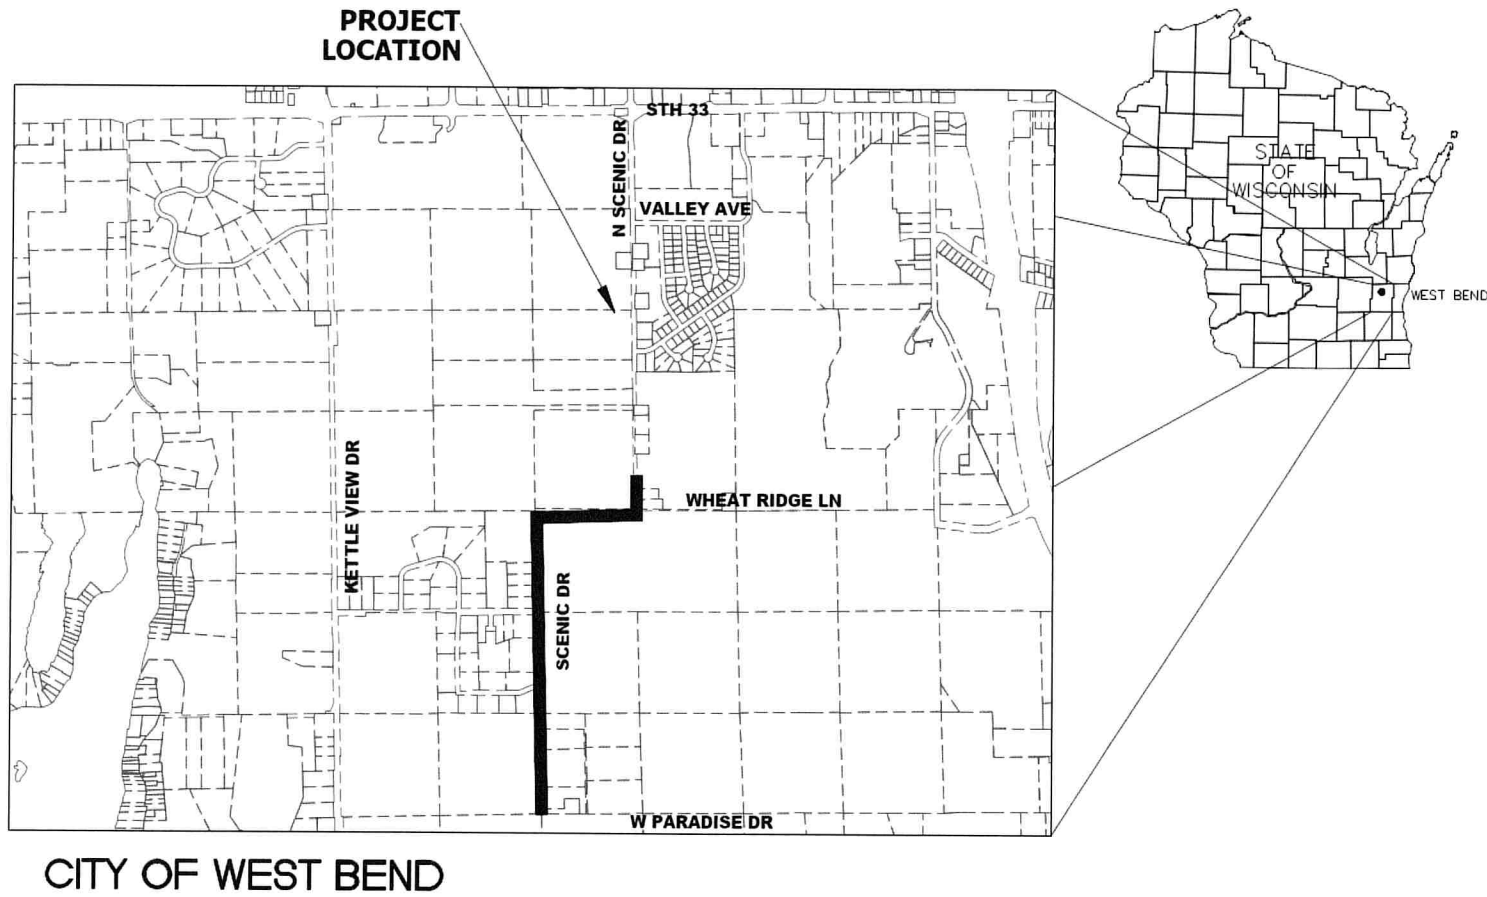 PROJECT
LOCATION
STH 33
N SCENIC DR
VALLEY AVE
STATE
OF
WISCONSIN
WEST BEND
KETTLE VIEW DR
WHEAT RIDGE LN
SCENIC DR
W PARADISE DR
CITY OF WEST BEND